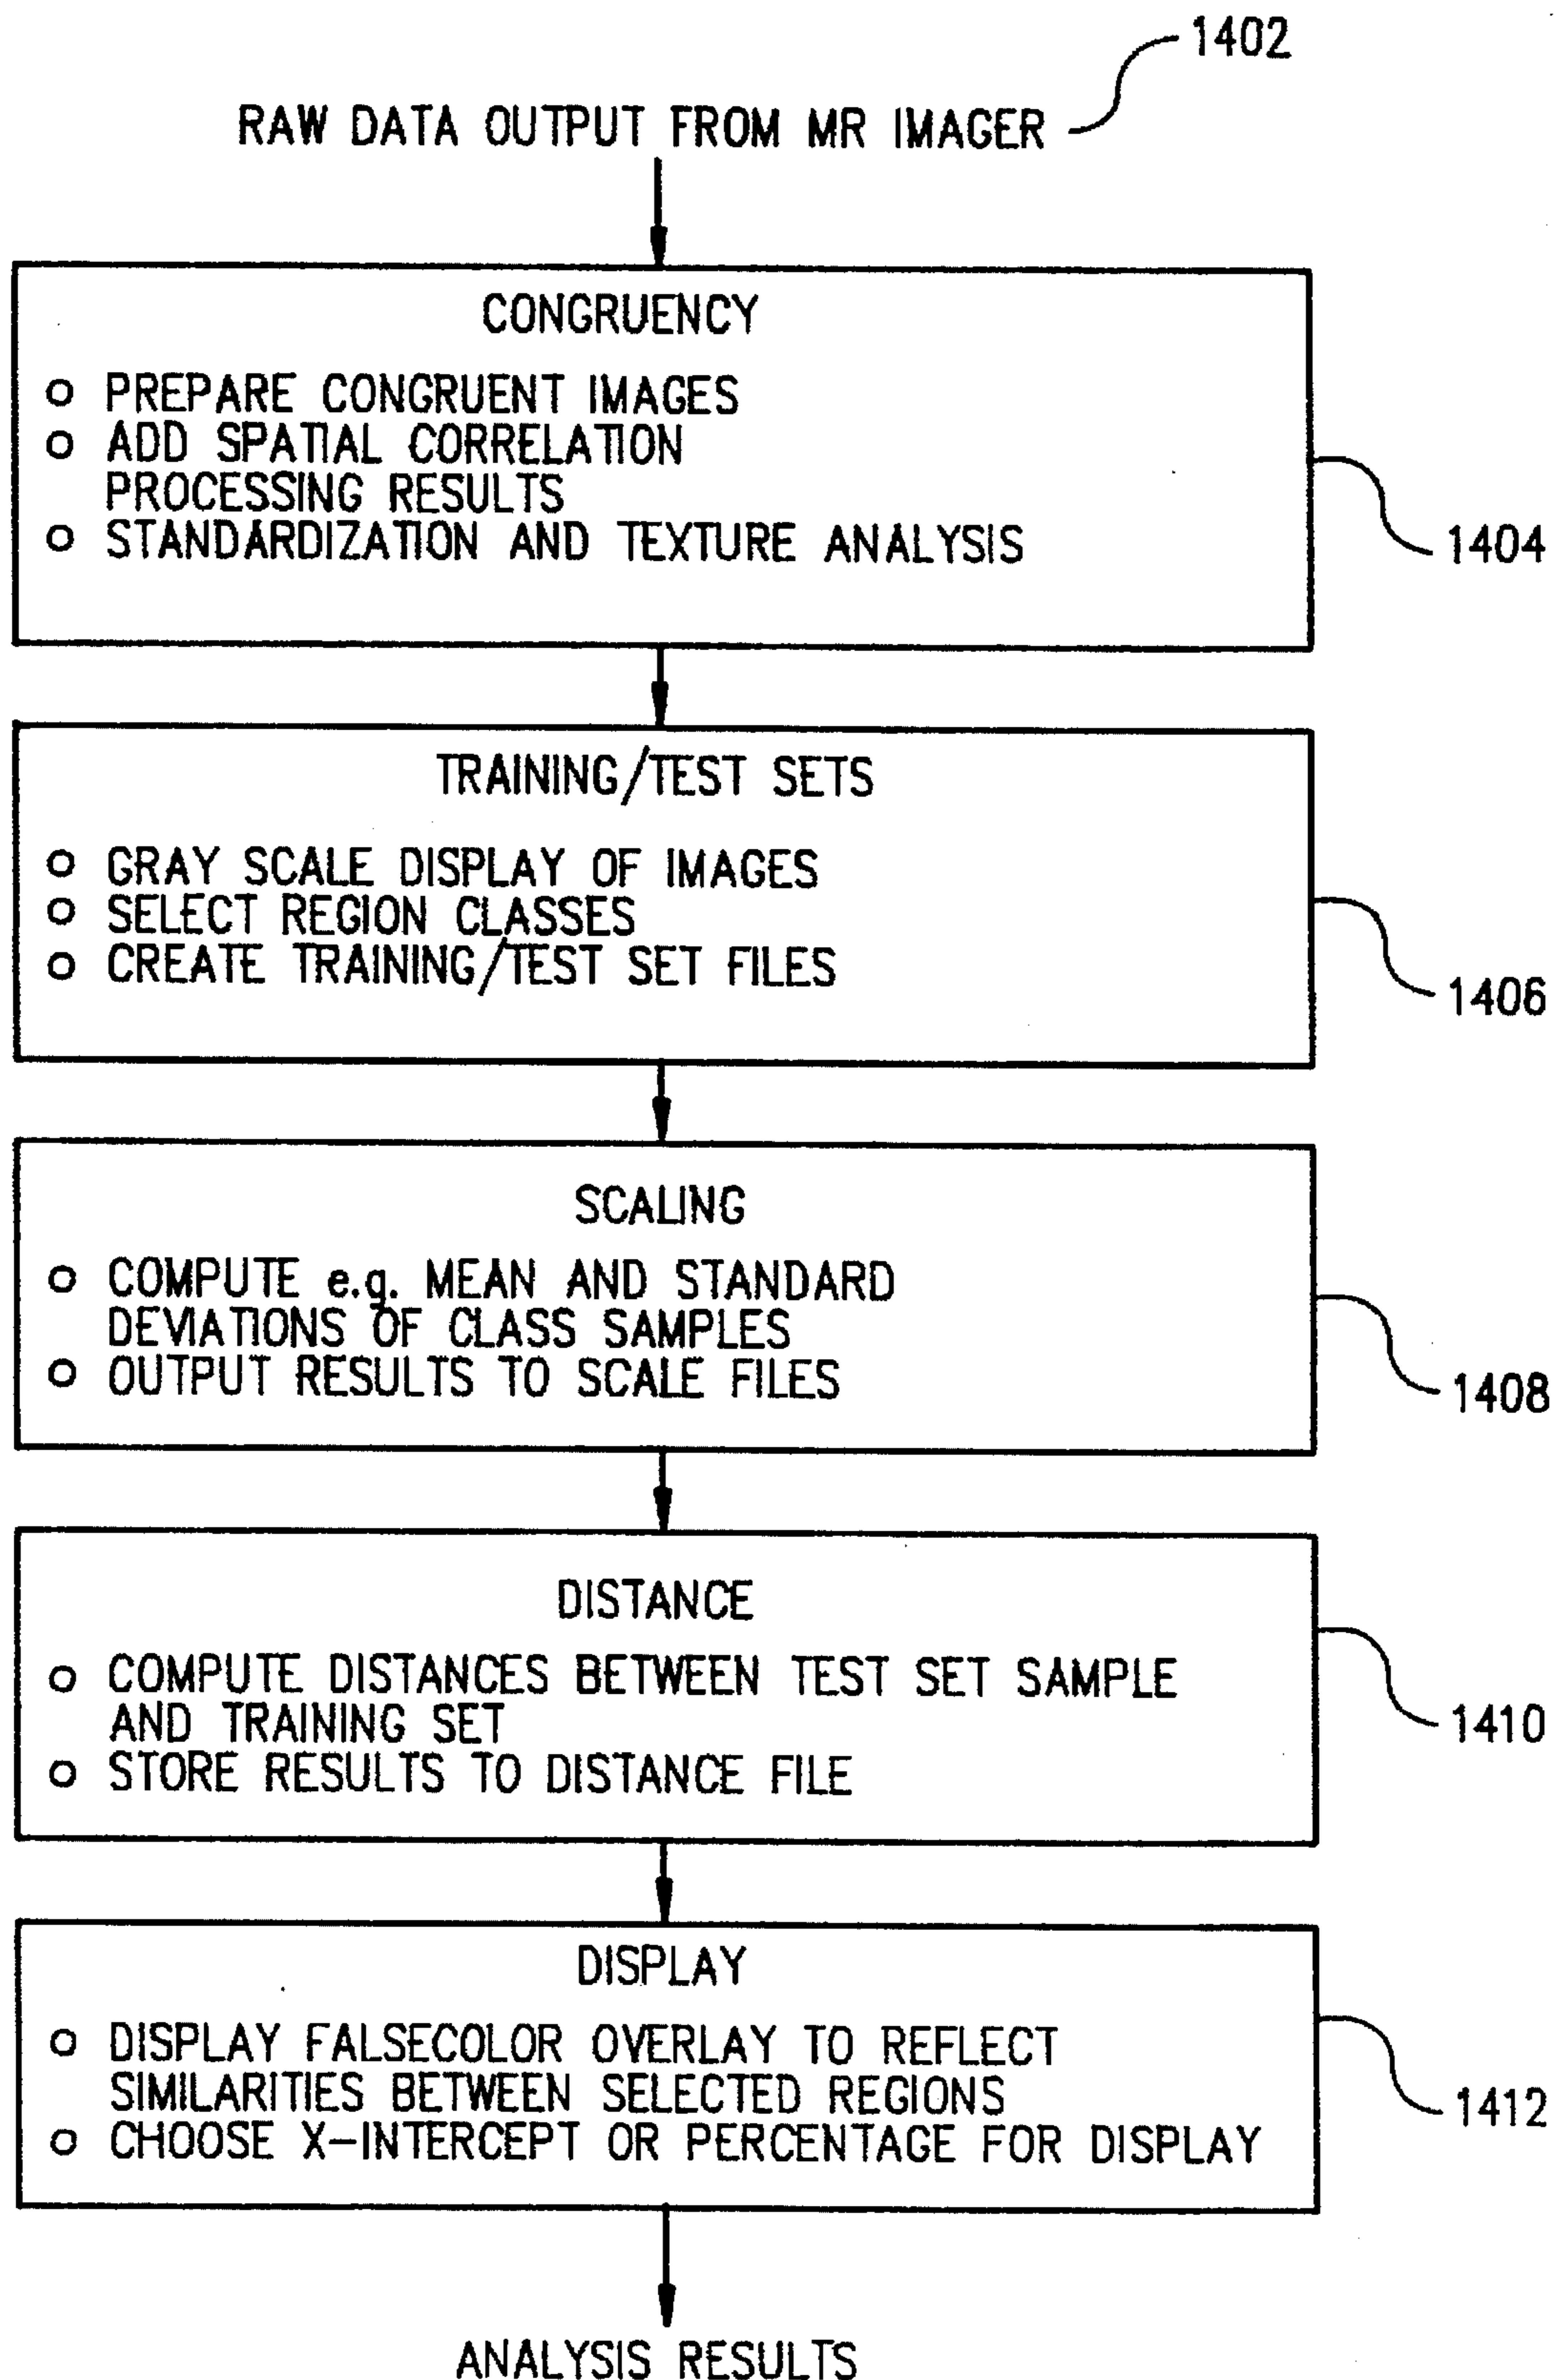 1402
RAW DATA OUTPUT FROM MR IMAGER
CONGRUENCY
o PREPARE CONGRUENT IMAGES
o ADD SPATIAL CORRELATION
PROCESSING RESULTS
o STANDARDIZATION AND TEXTURE ANALYSIS
1404
TRAINING/TEST SETS
o GRAY SCALE DISPLAY OF IMAGES
o SELECT REGION CLASSES
o CREATE TRAINING/TEST SET FILES
1406
SCALING
o COMPUTE e.g. MEAN AND STANDARD
DEVIATIONS OF CLASS SAMPLES
o OUTPUT RESULTS TO SCALE FILES
1408
DISTANCE
o COMPUTE DISTANCES BETWEEN TEST SET SAMPLE
AND TRAINING SET
o STORE RESULTS TO DISTANCE FILE
1410
DISPLAY
o DISPLAY FALSECOLOR OVERLAY TO REFLECT
SIMILARITIES BETWEEN SELECTED REGIONS
o CHOOSE X-INTERCEPT OR PERCENTAGE FOR DISPLAY
1412
ANALYSIS RESULTS